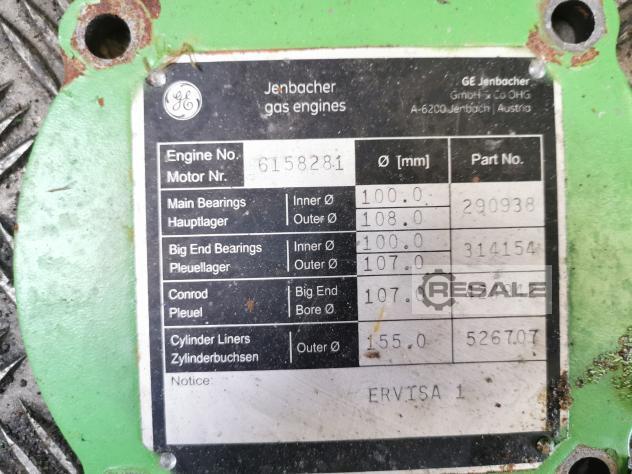 GE
Jenbacher
gas engines
GE Jenbacher
GmbH & Co OHG
A-6200 Jenbach | Austria
Engine No.
Motor Nr.
6158281
Ø [mm]
Part No.
Main Bearings
Hauptlager
Inner Ø
Outer Ø
100.0
108.0
290938
Big End Bearings
Pleuellager
Inner Ø
Outer Ø
100.0
107.0
314154
Conrod
Pleuel
Big End
Bore Ø
107.0
RESALE
Cylinder Liners
Zylinderbuchsen
Outer Ø
155.0
526707
Notice:
ERVISA 1